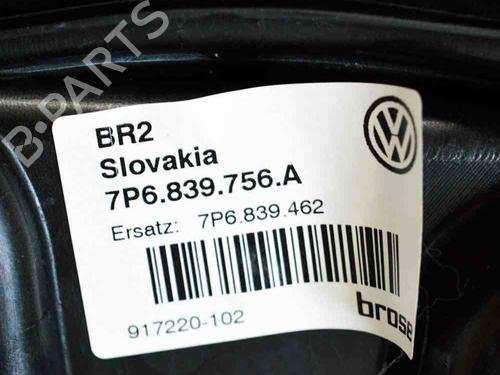 B-PARTS
BR2
Slovakia
7P6.839.756.A
Ersatz: 7P6.839.462
917220-102
brose